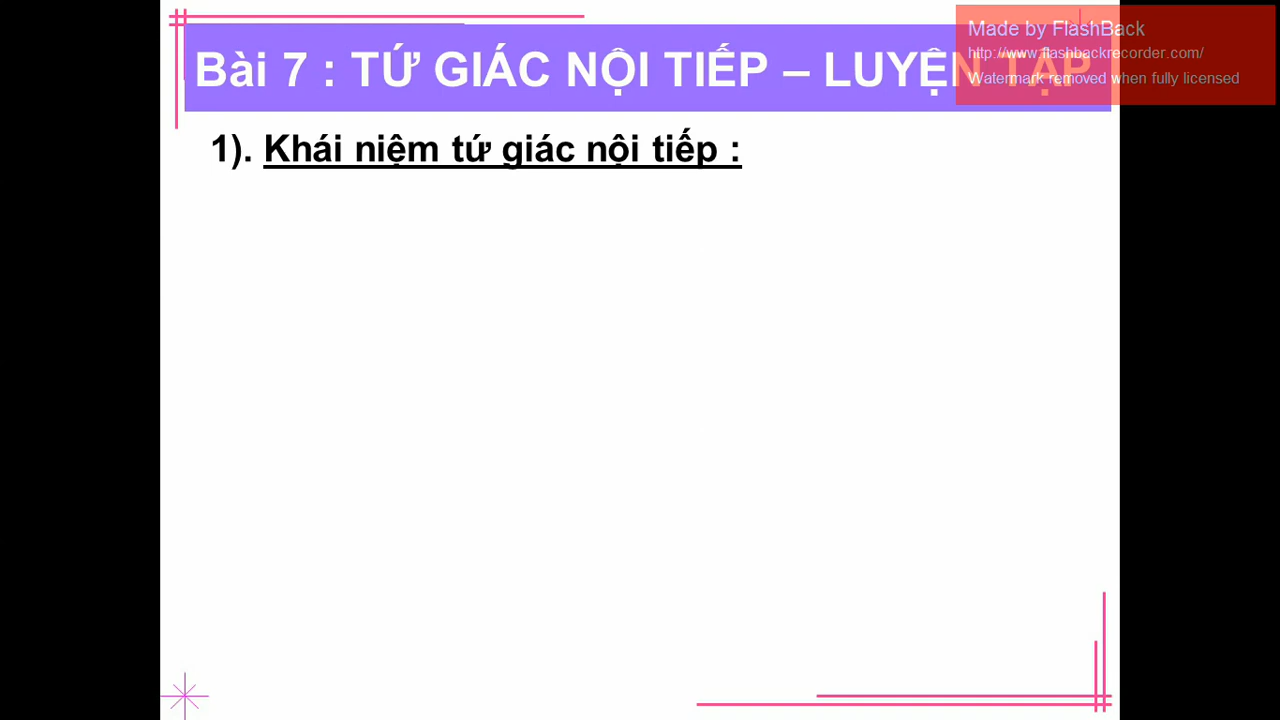 Bài 7 : TỨ GIÁC NỘI TIẾP – LUYỆN TẬP
Made by FlashBack
http://www.flashbackrecorder.com/
Watermark removed when fully licensed
1). Khái niệm tứ giác nội tiếp :